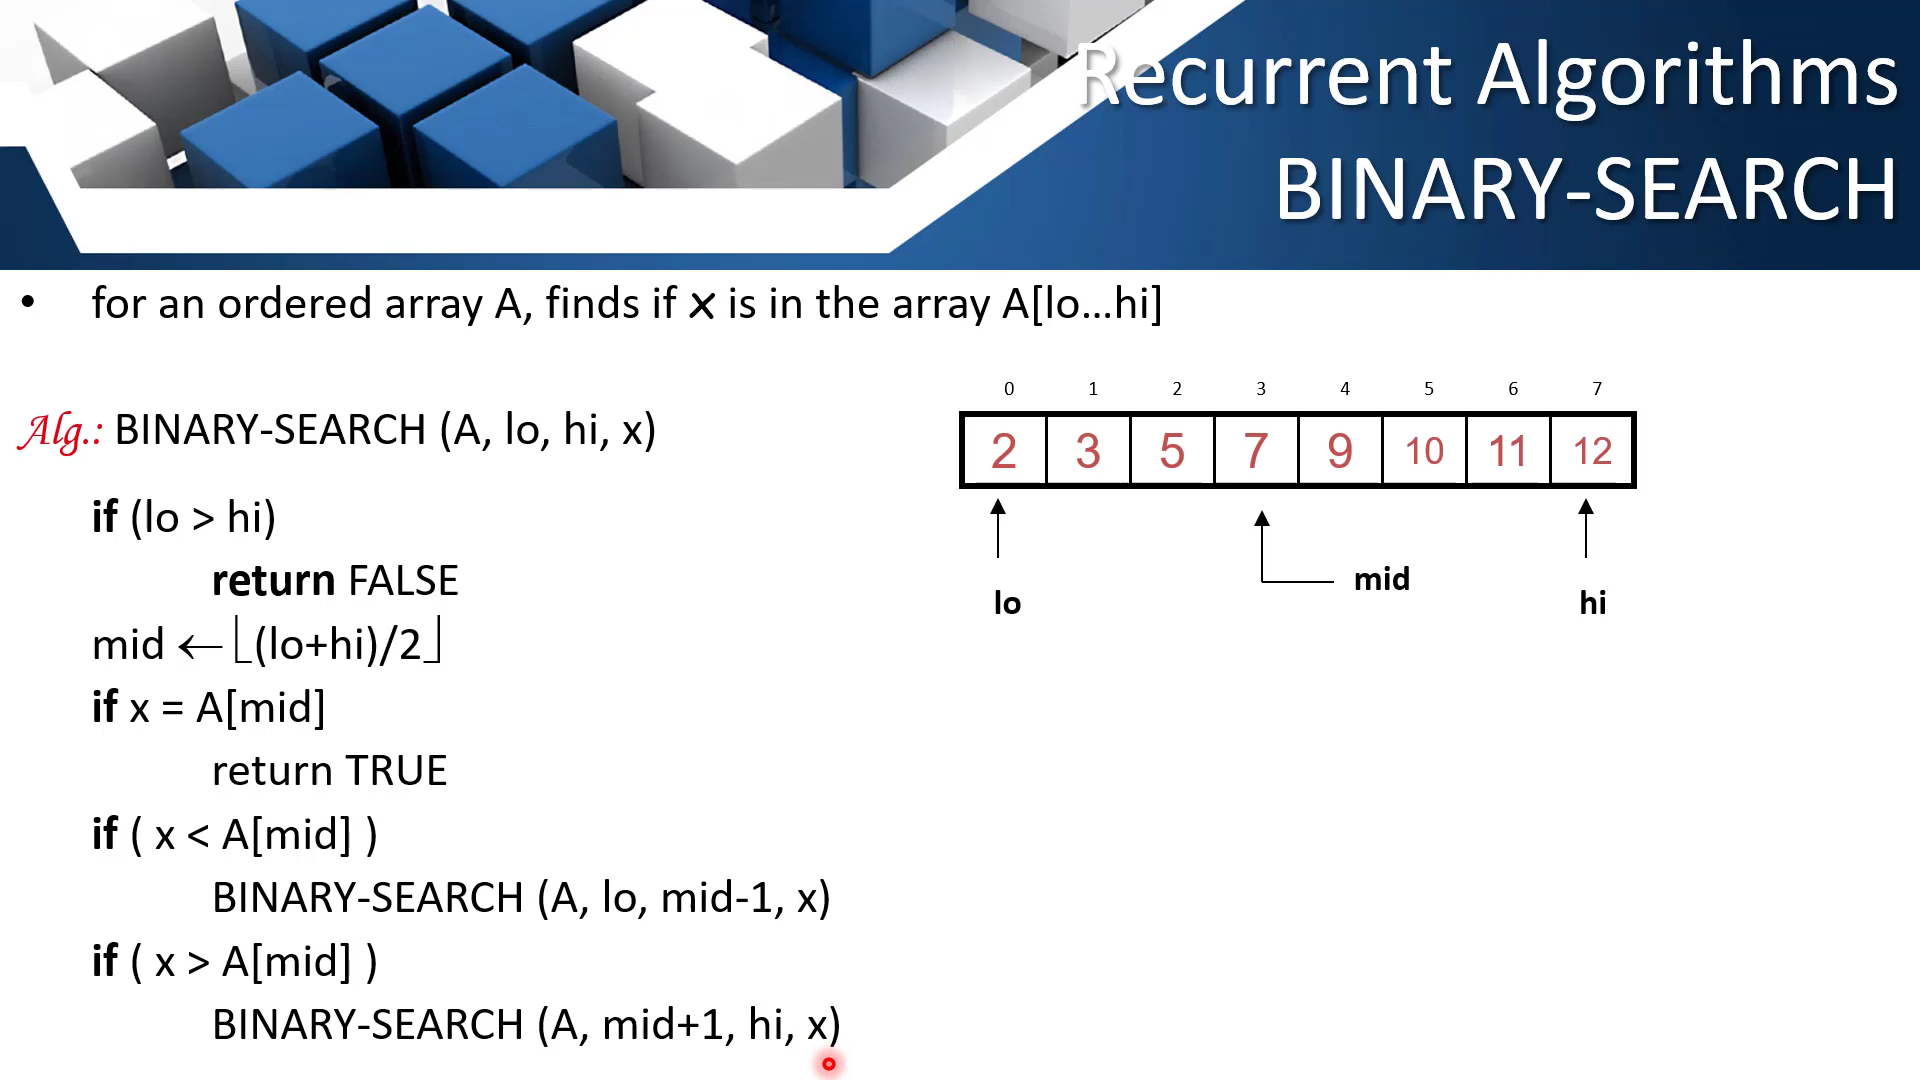 Recurrent Algorithms
BINARY-SEARCH
• for an ordered array A, finds if x is in the array A[lo...hi]
Alg.: BINARY-SEARCH (A, lo, hi, x)
if (lo > hi)
return FALSE
mid ← ⌊(lo+hi)/2⌋
if x = A[mid]
return TRUE
if ( x < A[mid] )
BINARY-SEARCH (A, lo, mid-1, x)
if ( x > A[mid] )
BINARY-SEARCH (A, mid+1, hi, x)
0 1 2 3 4 5 6 7
2 3 5 7 9 10 11 12
mid
lo hi